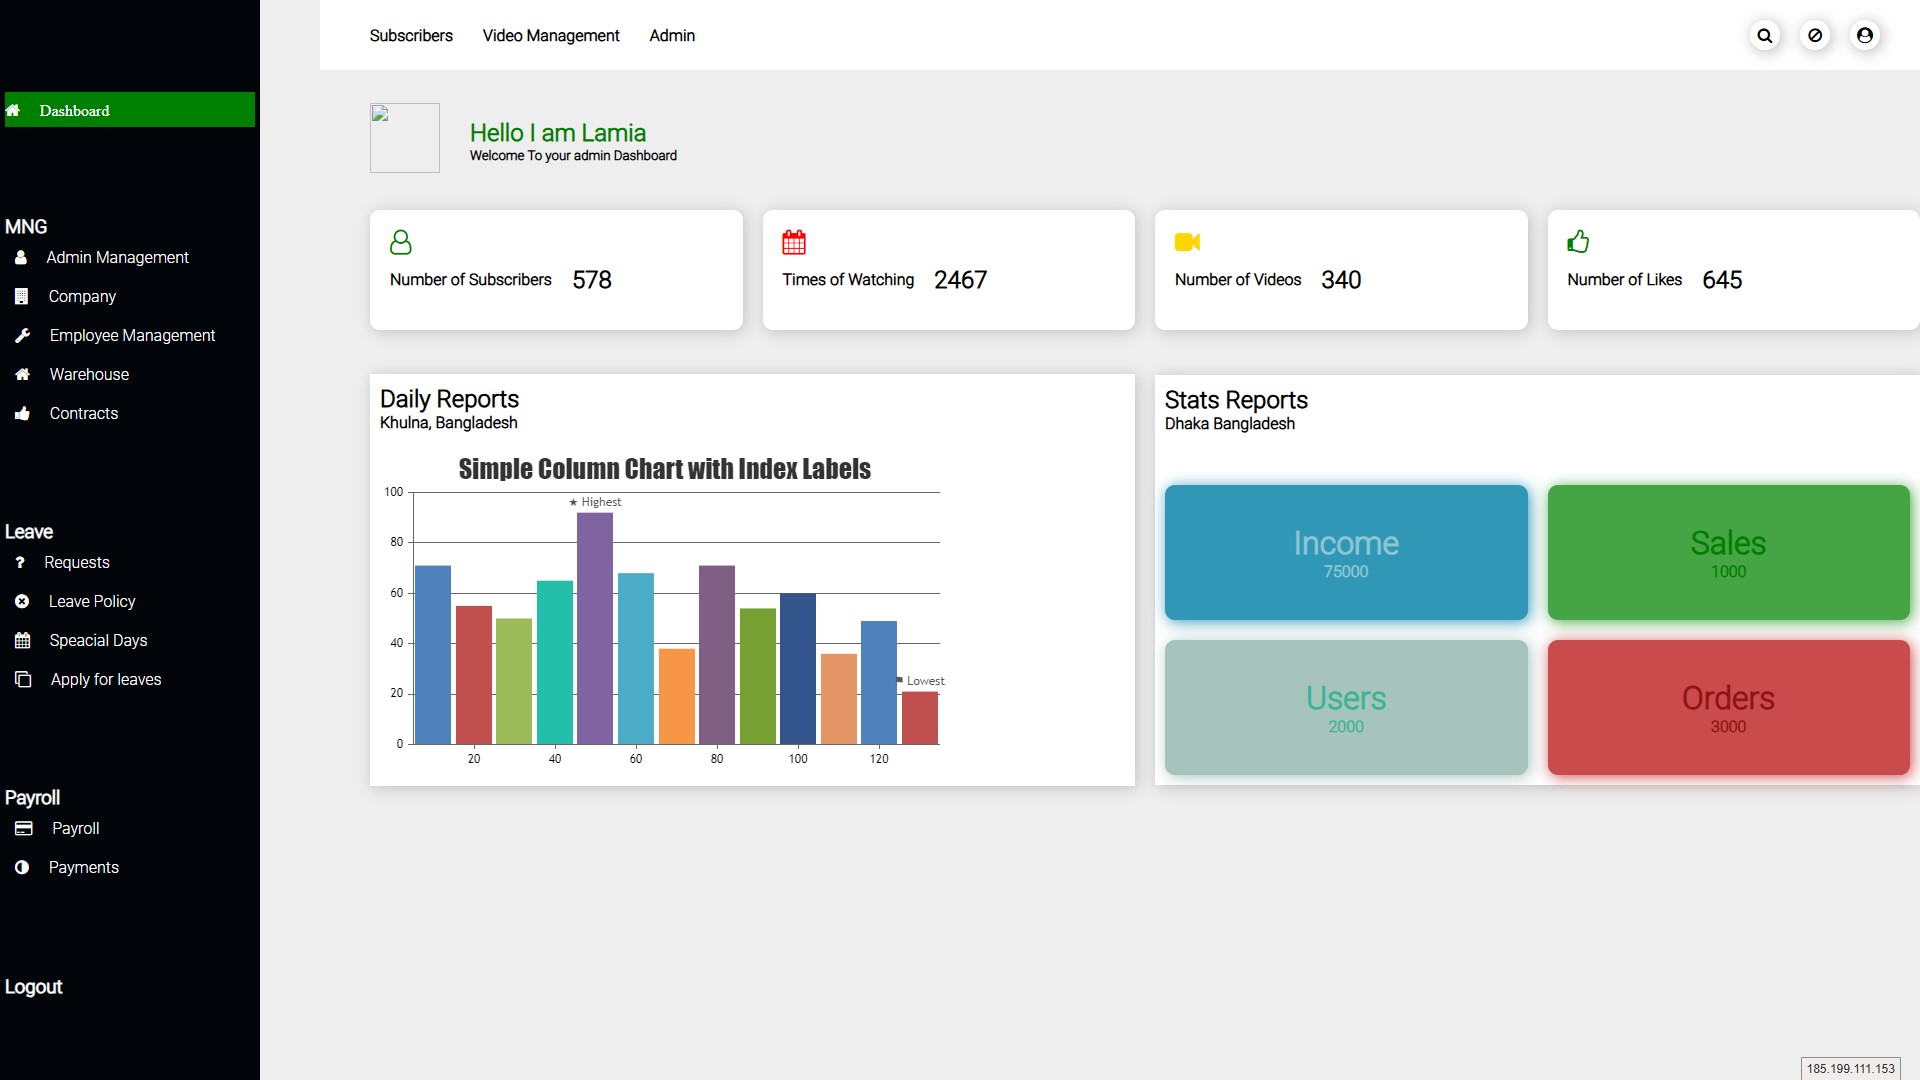 Subscribers Video Management Admin
Dashboard
Hello I am Lamia
Welcome To your admin Dashboard
MNG
Admin Management
Company
Employee Management
Warehouse
Contracts
Leave
? Requests
Leave Policy
Speacial Days
Apply for leaves
Payroll
Payroll
Payments
Logout
Number of Subscribers 578
Times of Watching 2467
Number of Videos 340
Number of Likes 645
Daily Reports
Khulna, Bangladesh
Simple Column Chart with Index Labels
100
80
60
40
20
0
★ Highest
Lowest
20 40 60 80 100 120
Stats Reports
Dhaka Bangladesh
Income
75000
Sales
1000
Users
2000
Orders
3000
185.199.111.153